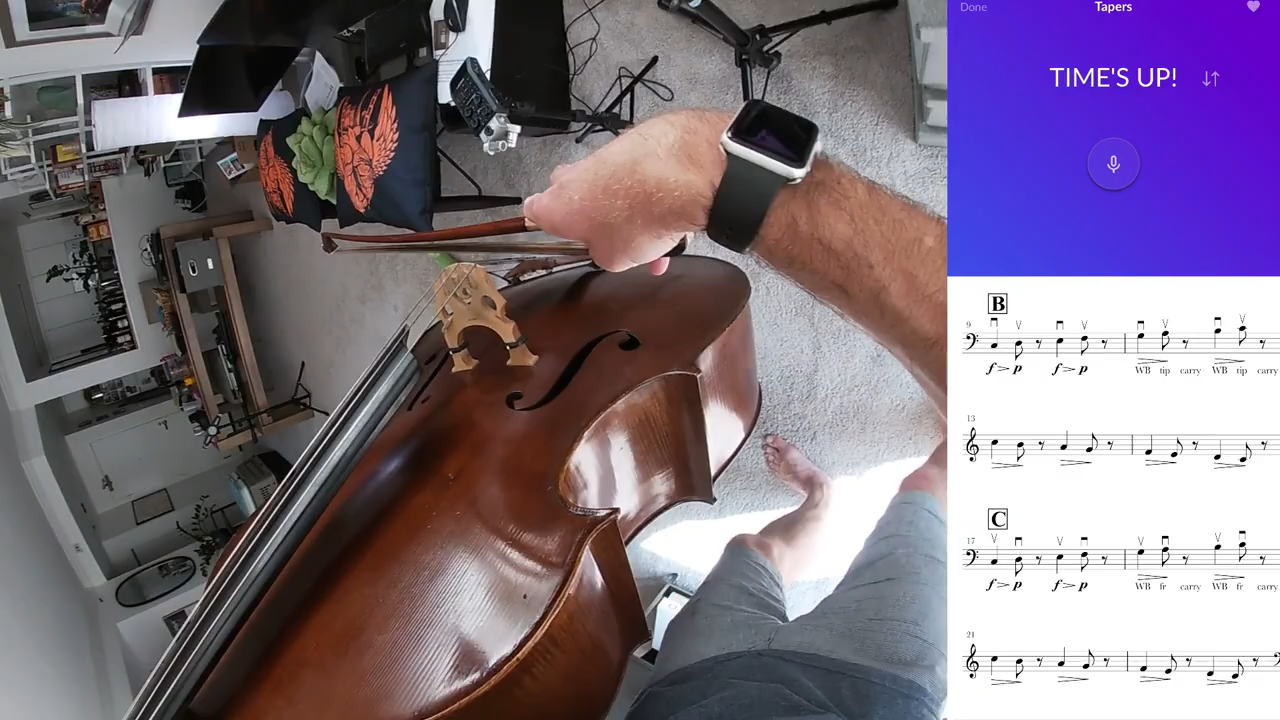 Done Tapers
TIME'S UP!
B
9
f > p f > p WB tip carry WB tip carry
13
C
17
f > p f > p WB fr carry WB fr carry
21